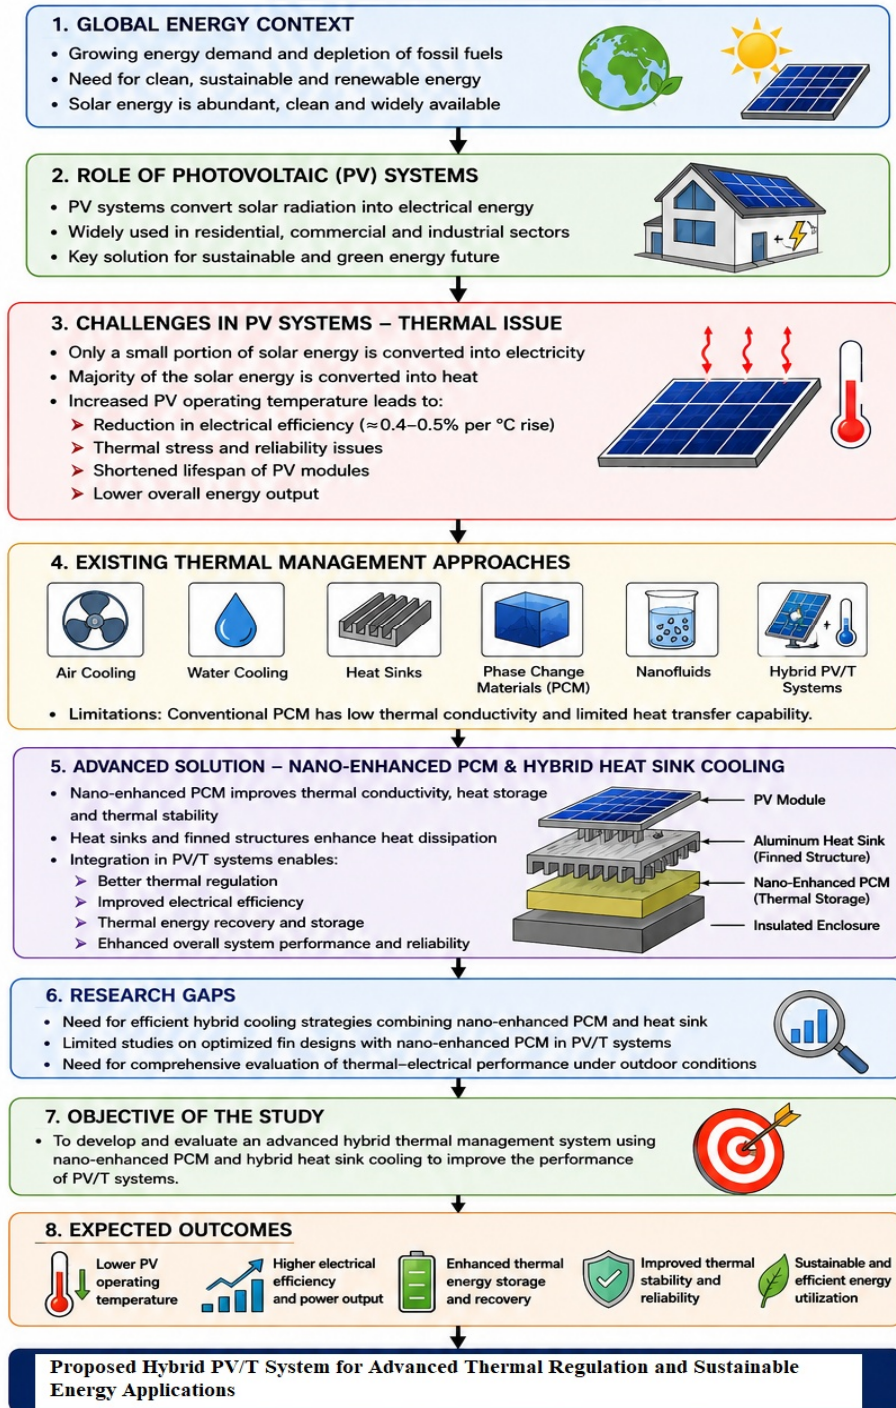 1. GLOBAL ENERGY CONTEXT
• Growing energy demand and depletion of fossil fuels
• Need for clean, sustainable and renewable energy
• Solar energy is abundant, clean and widely available
2. ROLE OF PHOTOVOLTAIC (PV) SYSTEMS
• PV systems convert solar radiation into electrical energy
• Widely used in residential, commercial and industrial sectors
• Key solution for sustainable and green energy future
3. CHALLENGES IN PV SYSTEMS – THERMAL ISSUE
• Only a small portion of solar energy is converted into electricity
• Majority of the solar energy is converted into heat
• Increased PV operating temperature leads to:
➤ Reduction in electrical efficiency (≈0.4–0.5% per °C rise)
➤ Thermal stress and reliability issues
➤ Shortened lifespan of PV modules
➤ Lower overall energy output
4. EXISTING THERMAL MANAGEMENT APPROACHES
Air Cooling
Water Cooling
Heat Sinks
Phase Change
Materials (PCM)
Nanofluids
Hybrid PV/T
Systems
• Limitations: Conventional PCM has low thermal conductivity and limited heat transfer capability.
5. ADVANCED SOLUTION – NANO-ENHANCED PCM & HYBRID HEAT SINK COOLING
• Nano-enhanced PCM improves thermal conductivity, heat storage
and thermal stability
• Heat sinks and finned structures enhance heat dissipation
• Integration in PV/T systems enables:
➤ Better thermal regulation
➤ Improved electrical efficiency
➤ Thermal energy recovery and storage
➤ Ehhanced overall system performance and reliability
PV Module
Aluminum Heat Sink
(Finned Structure)
Nano-Enhanced PCM
(Thermal Storage)
Insulated Enclosure
6. RESEARCH GAPS
• Need for efficient hybrid cooling strategies combining nano-enhanced PCM and heat sink
• Limited studies on optimized fin designs with nano-enhanced PCM in PV/T systems
• Need for comprehensive evaluation of thermal–electrical performance under outdoor conditions
7. OBJECTIVE OF THE STUDY
• To develop and evaluate an advanced hybrid thermal management system using
nano-enhanced PCM and hybrid heat sink cooling to improve the performance
of PV/T systems.
8. EXPECTED OUTCOMES
Lower PV
operating
temperature
Higher electrical
efficiency
and power output
Enhanced thermal
energy storage
and recovery
Improved thermal
stability and
reliability
Sustainable and
efficient energy
utilization
Proposed Hybrid PV/T System for Advanced Thermal Regulation and Sustainable
Energy Applications